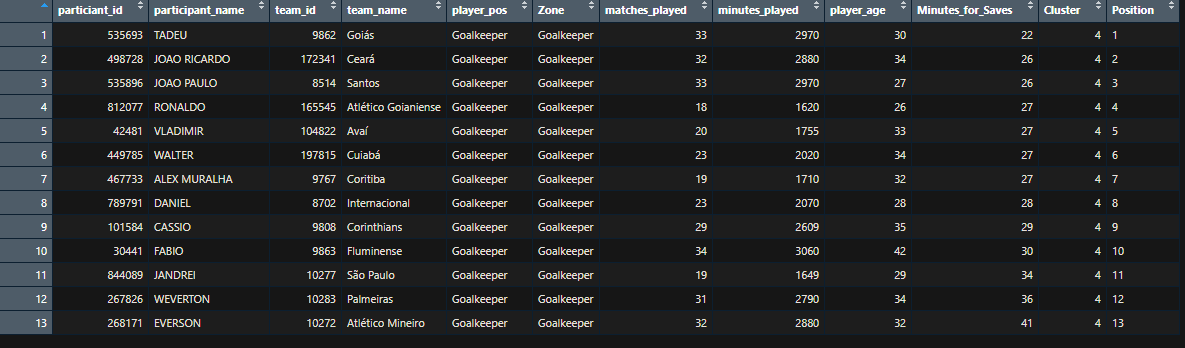 particiant_id participant_name team_id team_name player_pos Zone matches_played minutes_played player_age Minutes_for_Saves Cluster Position
1 535693 TADEU 9862 Goiás Goalkeeper Goalkeeper 33 2970 30 22 4 1
2 498728 JOAO RICARDO 172341 Ceará Goalkeeper Goalkeeper 32 2880 34 26 4 2
3 535896 JOAO PAULO 8514 Santos Goalkeeper Goalkeeper 33 2970 27 26 4 3
4 812077 RONALDO 165545 Atlético Goianiense Goalkeeper Goalkeeper 18 1620 26 27 4 4
5 42481 VLADIMIR 104822 Avaí Goalkeeper Goalkeeper 20 1755 33 27 4 5
6 449785 WALTER 197815 Cuiabá Goalkeeper Goalkeeper 23 2020 34 27 4 6
7 467733 ALEX MURALHA 9767 Coritiba Goalkeeper Goalkeeper 19 1710 32 27 4 7
8 789791 DANIEL 8702 Internacional Goalkeeper Goalkeeper 23 2070 28 28 4 8
9 101584 CASSIO 9808 Corinthians Goalkeeper Goalkeeper 29 2609 35 29 4 9
10 30441 FABIO 9863 Fluminense Goalkeeper Goalkeeper 34 3060 42 30 4 10
11 844089 JANDREI 10277 São Paulo Goalkeeper Goalkeeper 19 1649 29 34 4 11
12 267826 WEVERTON 10283 Palmeiras Goalkeeper Goalkeeper 31 2790 34 36 4 12
13 268171 EVERSON 10272 Atlético Mineiro Goalkeeper Goalkeeper 32 2880 32 41 4 13